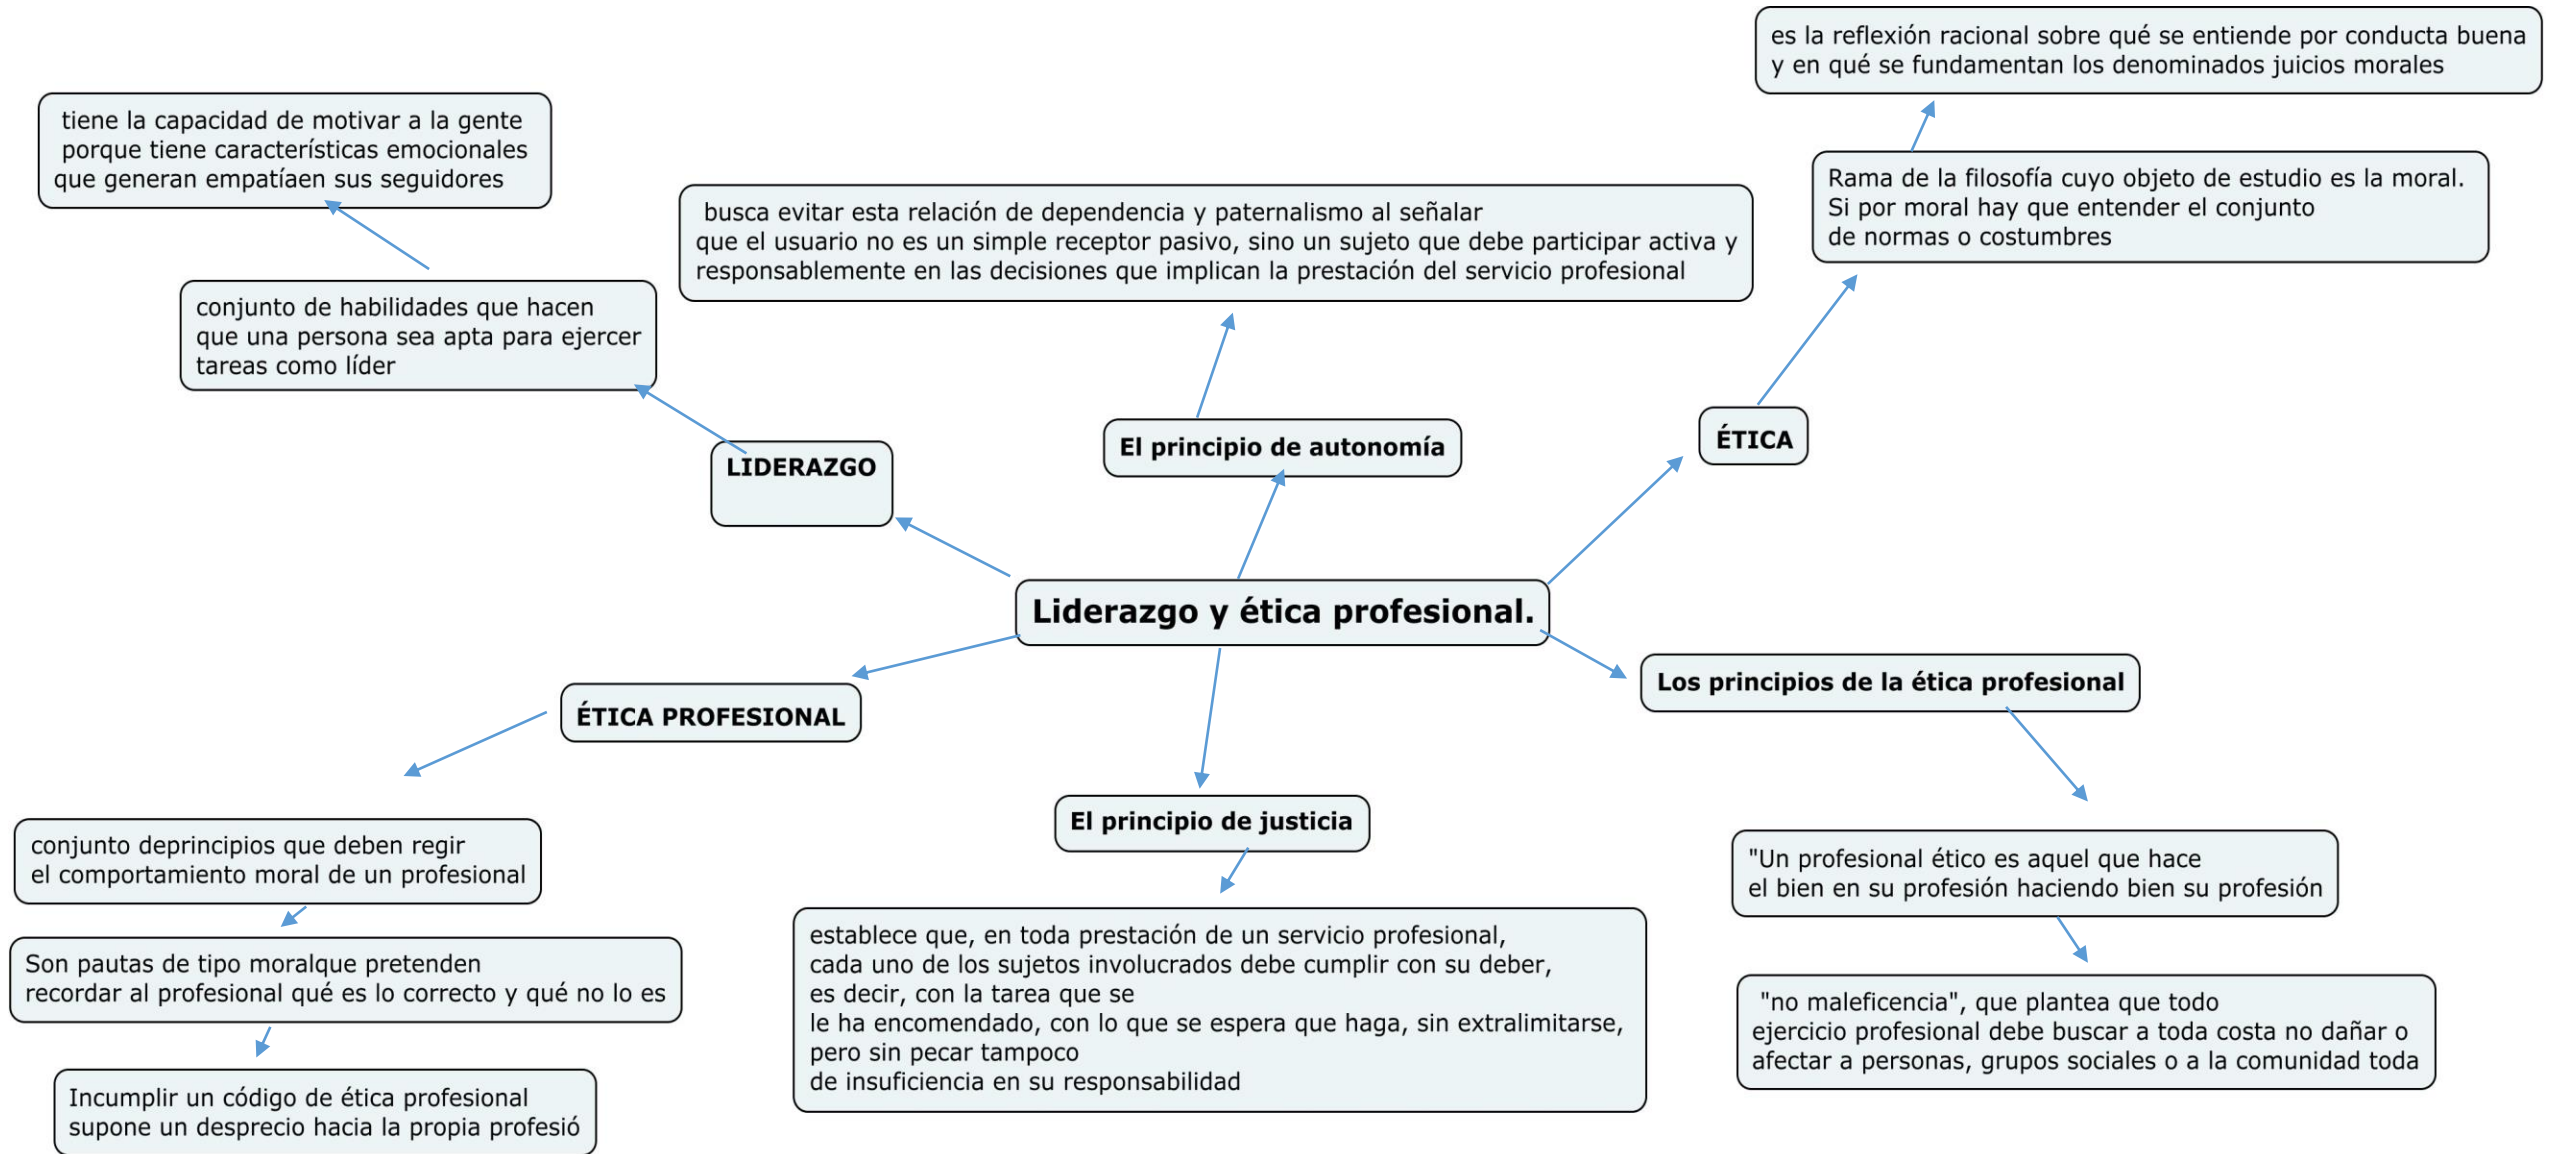 es la reflexión racional sobre qué se entiende por conducta buena
y en qué se fundamentan los denominados juicios morales
tiene la capacidad de motivar a la gente
porque tiene características emocionales
que generan empatíaen sus seguidores
Rama de la filosofía cuyo objeto de estudio es la moral.
Si por moral hay que entender el conjunto
de normas o costumbres
busca evitar esta relación de dependencia y paternalismo al señalar
que el usuario no es un simple receptor pasivo, sino un sujeto que debe participar activa y
responsablemente en las decisiones que implican la prestación del servicio profesional
conjunto de habilidades que hacen
que una persona sea apta para ejercer
tareas como líder
LIDERAZGO
El principio de autonomía
ÉTICA
Liderazgo y ética profesional.
ÉTICA PROFESIONAL
Los principios de la ética profesional
El principio de justicia
conjunto deprincipios que deben regir
el comportamiento moral de un profesional
Son pautas de tipo moralque pretenden
recordar al profesional qué es lo correcto y qué no lo es
Incumplir un código de ética profesional
supone un desprecio hacia la propia profesió
establece que, en toda prestación de un servicio profesional,
cada uno de los sujetos involucrados debe cumplir con su deber,
es decir, con la tarea que se
le ha encomendado, con lo que se espera que haga, sin extralimitarse,
pero sin pecar tampoco
de insuficiencia en su responsabilidad
"Un profesional ético es aquel que hace
el bien en su profesión haciendo bien su profesión
"no maleficencia", que plantea que todo
ejercicio profesional debe buscar a toda costa no dañar o
afectar a personas, grupos sociales o a la comunidad toda